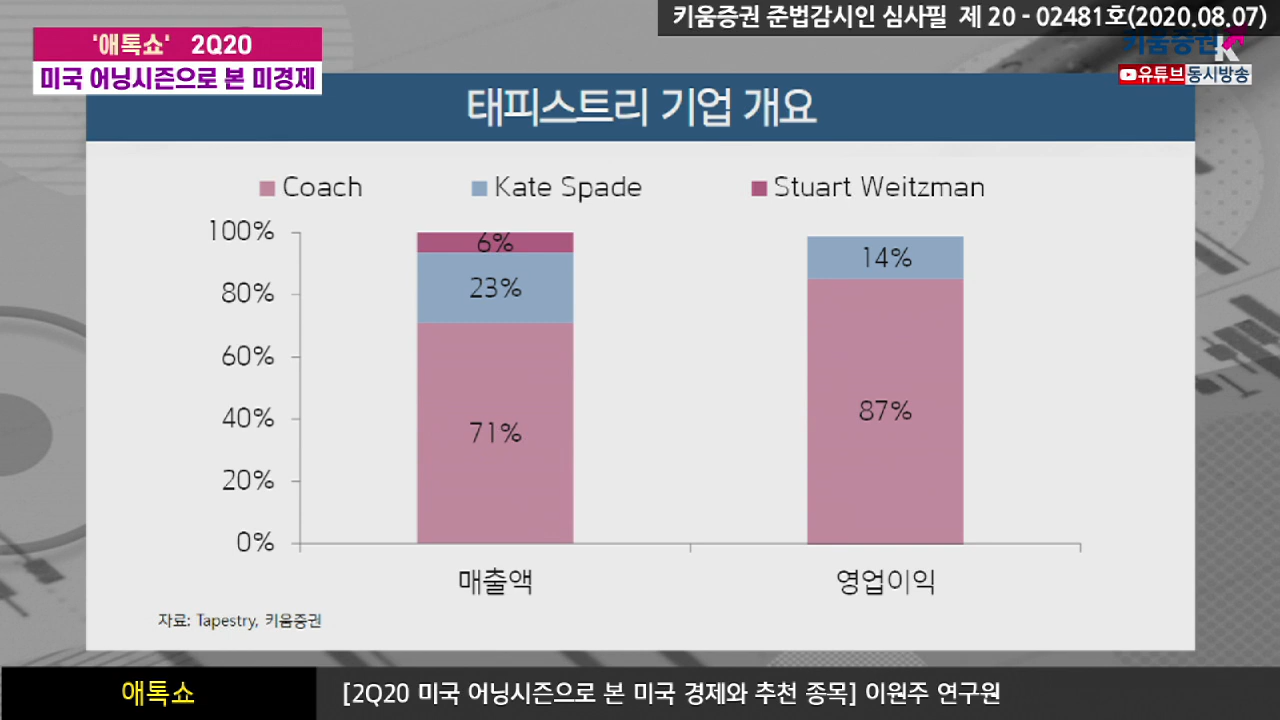 키움증권 준법감시인 심사필 제 20 - 02481호(2020.08.07)
'애톡쇼' 2Q20
미국 어닝시즌으로 본 미경제
키움증권
유튜브동시방송
태피스트리 기업 개요
Coach Kate Spade Stuart Weitzman
100%
80%
60%
40%
20%
0%
6%
23%
71%
14%
87%
매출액 영업이익
자료: Tapestry, 키움증권
애톡쇼
[2Q20 미국 어닝시즌으로 본 미국 경제와 추천 종목] 이원주 연구원